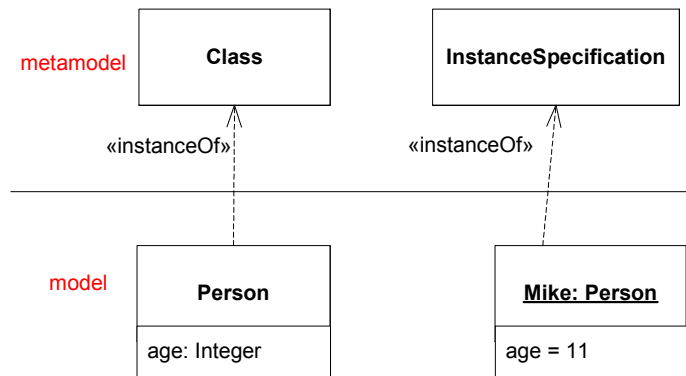 metamodel
Class
InstanceSpecification
«instanceOf»
«instanceOf»
model
Person
Mike: Person
age: Integer
age = 11